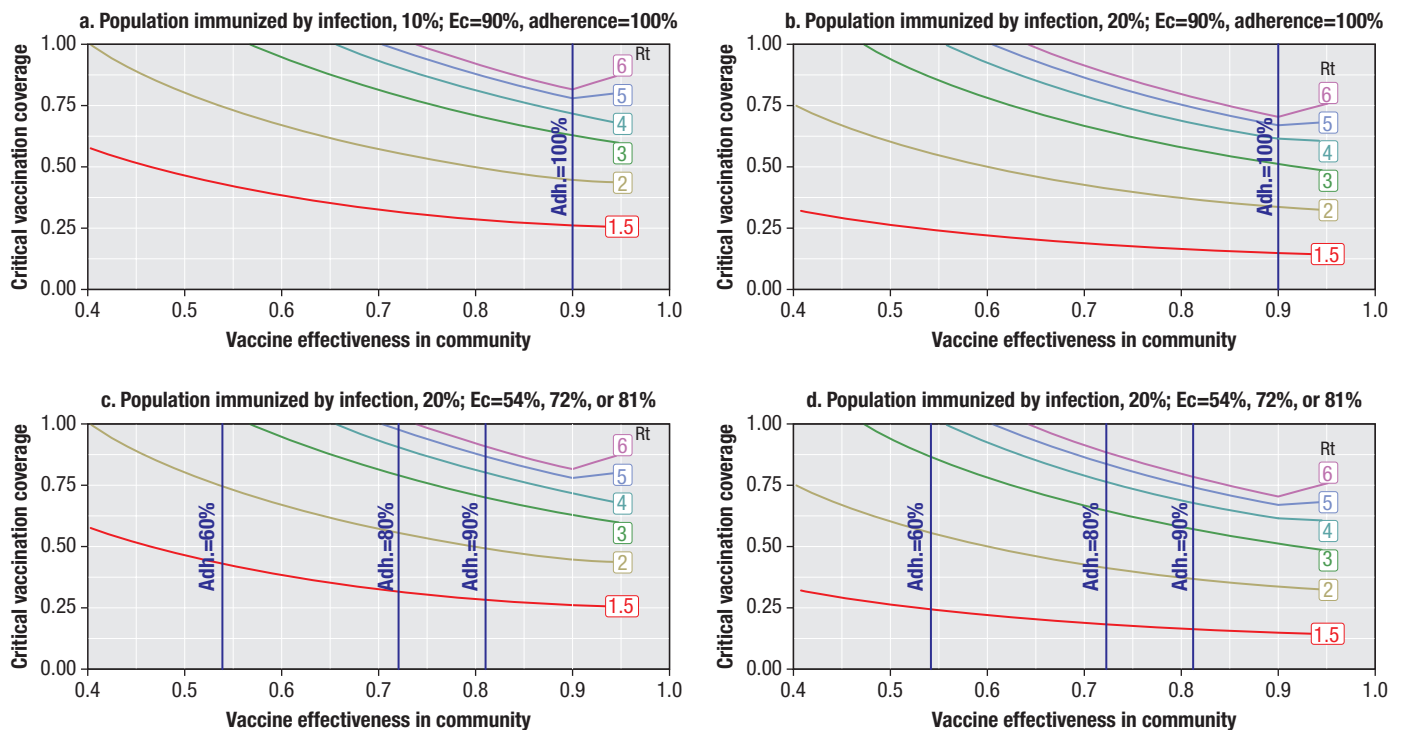 a. Population immunized by infection, 10%; Ec=90%, adherence=100%
Critical vaccination coverage
1.00
0.75
0.50
0.25
0.00
Rt
6
5
4
3
2
1.5
Adh.=100%
0.4 0.5 0.6 0.7 0.8 0.9 1.0
Vaccine effectiveness in community
b. Population immunized by infection, 20%; Ec=90%, adherence=100%
Critical vaccination coverage
1.00
0.75
0.50
0.25
0.00
Rt
6
5
4
3
2
1.5
Adh.=100%
0.4 0.5 0.6 0.7 0.8 0.9 1.0
Vaccine effectiveness in community
c. Population immunized by infection, 20%; Ec=54%, 72%, or 81%
Critical vaccination coverage
1.00
0.75
0.50
0.25
0.00
Rt
6
5
4
3
2
1.5
Adh.=60%
Adh.=80%
Adh.=90%
0.4 0.5 0.6 0.7 0.8 0.9 1.0
Vaccine effectiveness in community
d. Population immunized by infection, 20%; Ec=54%, 72%, or 81%
Critical vaccination coverage
1.00
0.75
0.50
0.25
0.00
Rt
6
5
4
3
2
1.5
Adh.=60%
Adh.=80%
Adh.=90%
0.4 0.5 0.6 0.7 0.8 0.9 1.0
Vaccine effectiveness in community